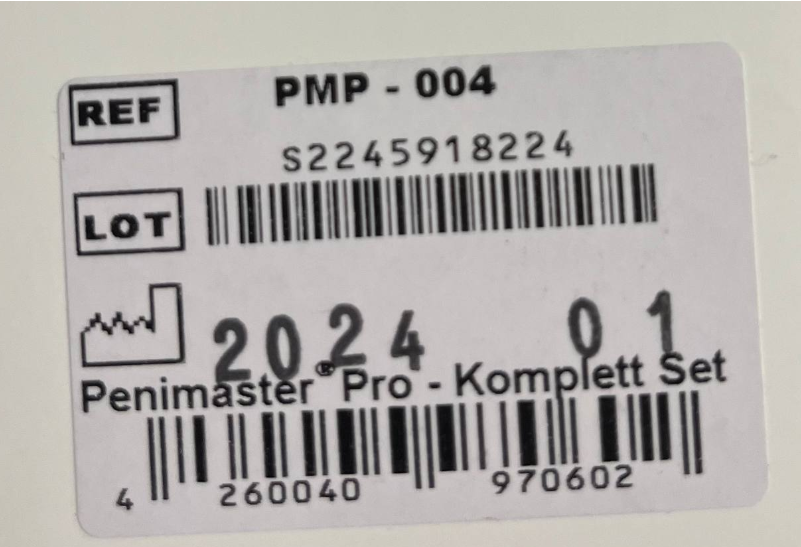 REF PMP - 004
S2245918224
LOT
2024 01
Penimaster® Pro - Komplett Set
4 260040 970602